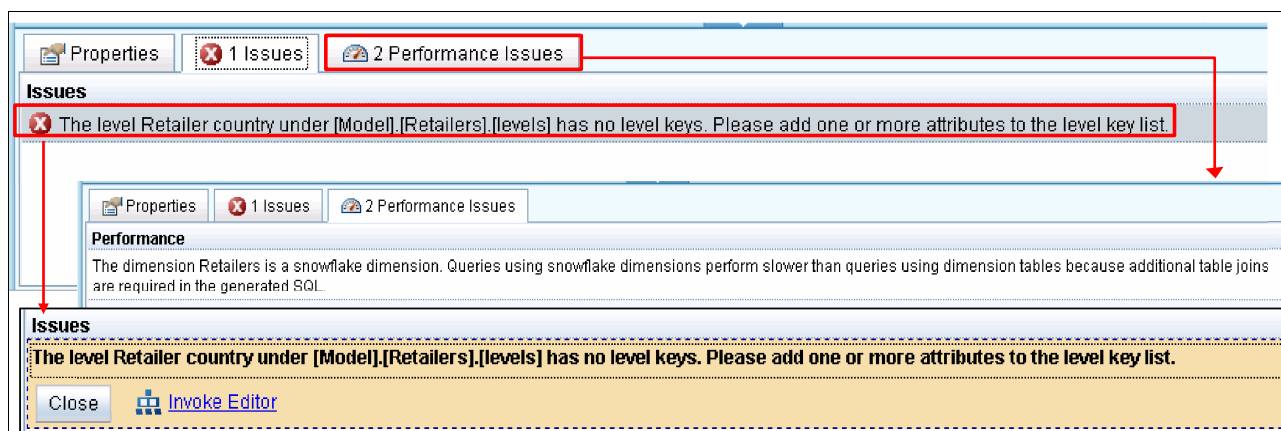 Properties
1 Issues
2 Performance Issues
Issues
The level Retailer country under [Model].[Retailers].[levels] has no level keys. Please add one or more attributes to the level key list.
Properties
1 Issues
2 Performance Issues
Performance
The dimension Retailers is a snowflake dimension. Queries using snowflake dimensions perform slower than queries using dimension tables because additional table joins
are required in the generated SQL.
Issues
The level Retailer country under [Model].[Retailers].[levels] has no level keys. Please add one or more attributes to the level key list.
Close
Invoke Editor